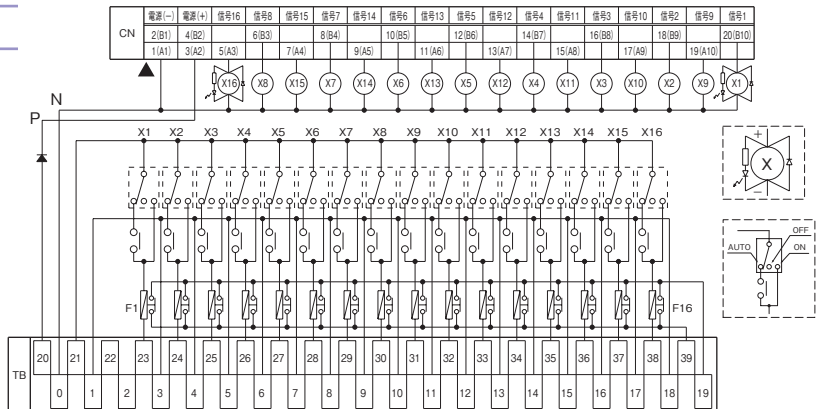 CN 電源(−) 電源(+) 信号16 信号8 信号15 信号7 信号14 信号6 信号13 信号5 信号12 信号4 信号11 信号3 信号10 信号2 信号9 信号1
2(B1) 4(B2) 6(B3) 8(B4) 10(B5) 12(B6) 14(B7) 16(B8) 18(B9) 20(B10)
1(A1) 3(A2) 5(A3) 7(A4) 9(A5) 11(A6) 13(A7) 15(A8) 17(A9) 19(A10)
X16 X8 X15 X7 X14 X6 X13 X5 X12 X4 X11 X3 X10 X2 X9 X1
N
P
X1 X2 X3 X4 X5 X6 X7 X8 X9 X10 X11 X12 X13 X14 X15 X16
+
X
−
OFF
AUTO ON
F1 F16
TB
20 21 22 23 24 25 26 27 28 29 30 31 32 33 34 35 36 37 38 39
0 1 2 3 4 5 6 7 8 9 10 11 12 13 14 15 16 17 18 19